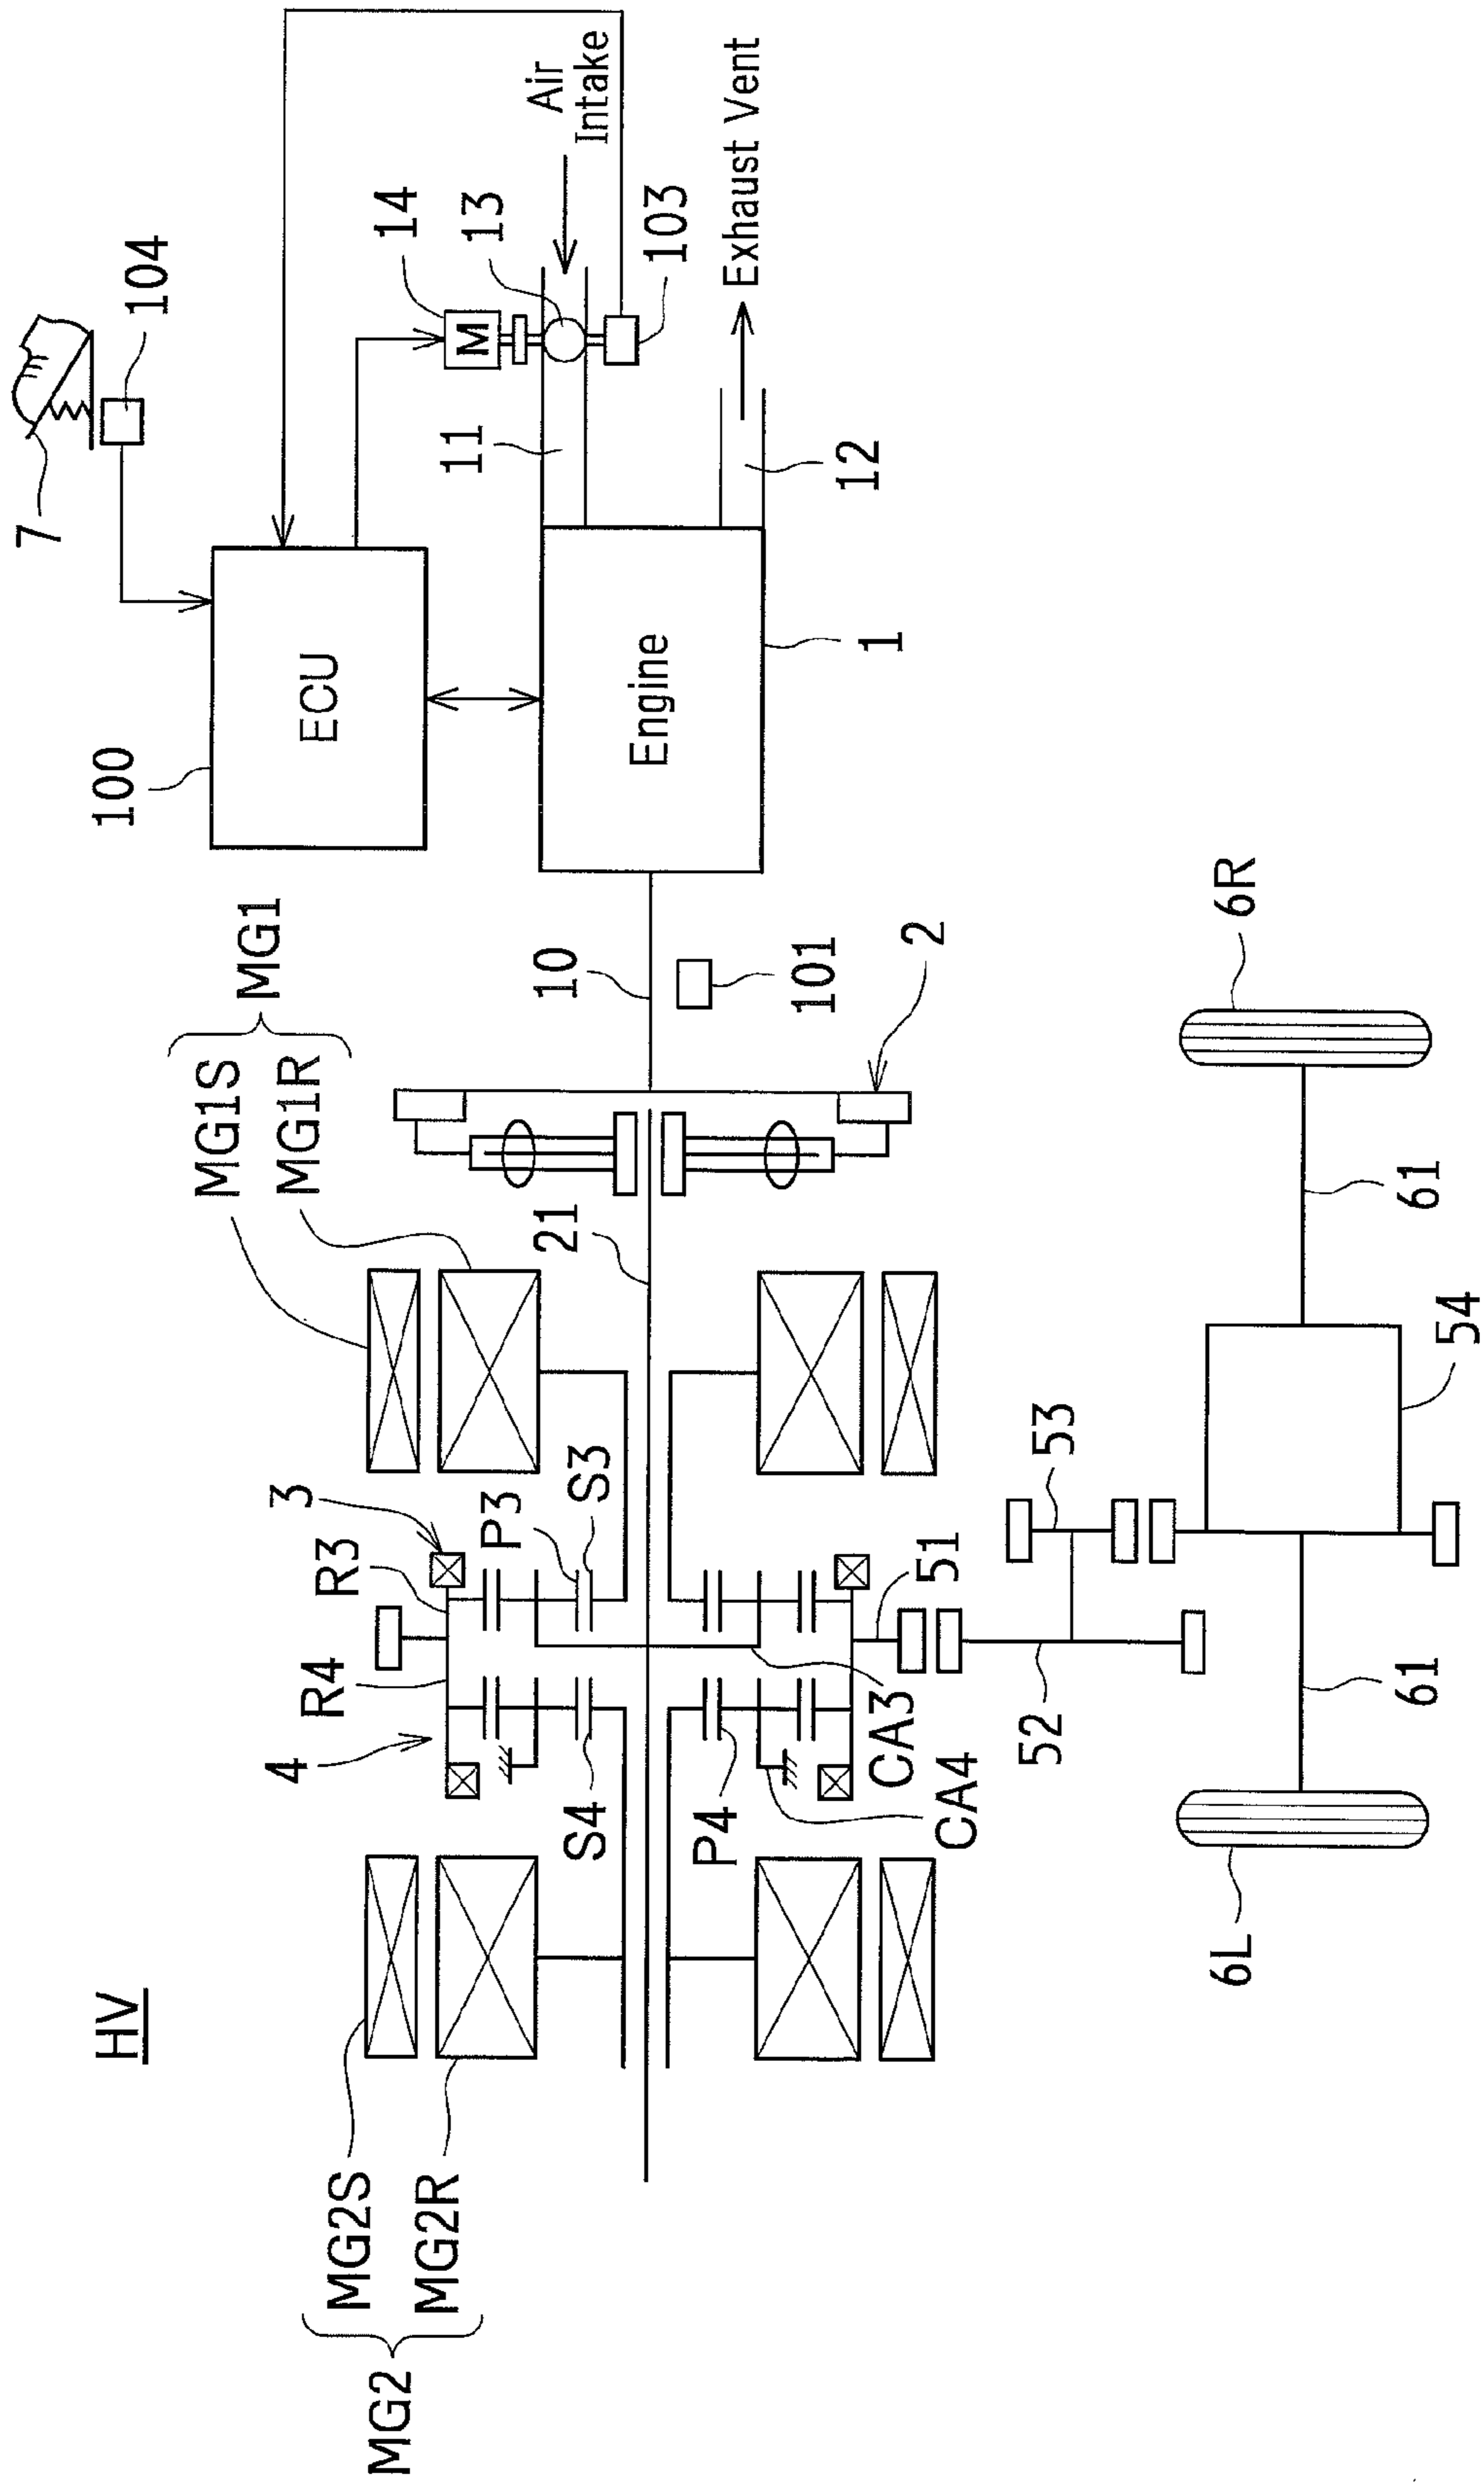 HV
7
104
100
ECU
14
M
13
Air
Intake
11
103
Exhaust Vent
12
Engine
1
10
101
2
MG1
MG1S
MG1R
21
3
R3
P3
S3
R4
4
S4
P4
CA3
CA4
51
MG2
MG2S
MG2R
52
53
54
61
61
6R
6L